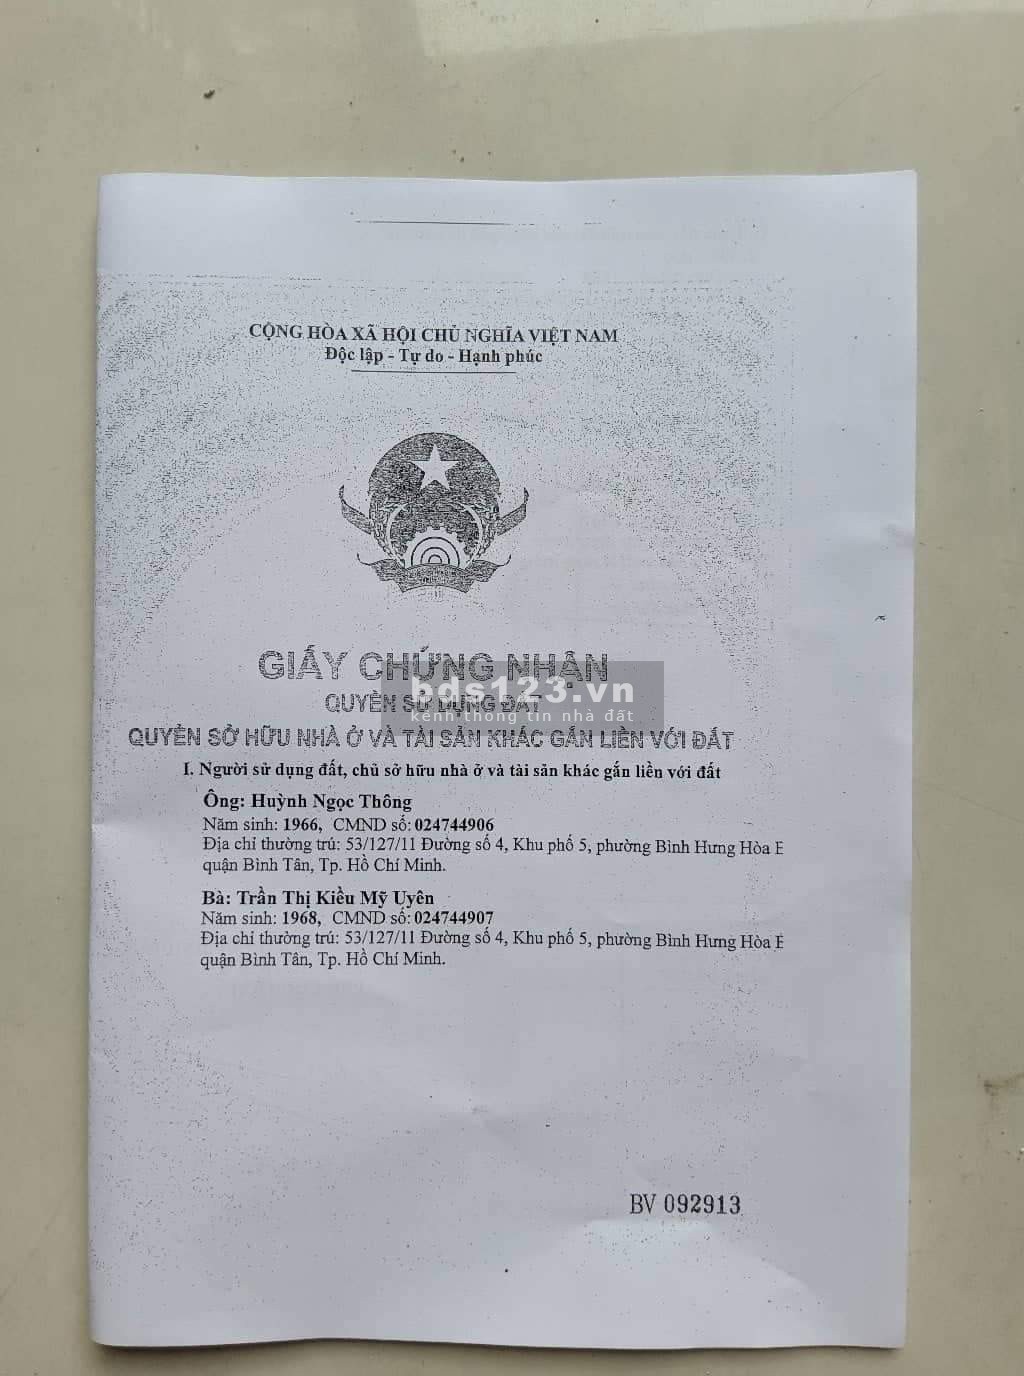 CỘNG HÒA XÃ HỘI CHỦ NGHĨA VIỆT NAM
Độc lập - Tự do - Hạnh phúc
GIẤY CHỨNG NHẬN
QUYỀN SỬ DỤNG ĐẤT
bds123.vn
kênh thông tin nhà đất
QUYỀN SỞ HỮU NHÀ Ở VÀ TÀI SẢN KHÁC GẮN LIỀN VỚI ĐẤT
I. Người sử dụng đất, chủ sở hữu nhà ở và tài sản khác gắn liền với đất
Ông: Huỳnh Ngọc Thông
Năm sinh: 1966, CMND số: 024744906
Địa chỉ thường trú: 53/127/11 Đường số 4, Khu phố 5, phường Bình Hưng Hòa
quận Bình Tân, Tp. Hồ Chí Minh.
Bà: Trần Thị Kiều Mỹ Uyên
Năm sinh: 1968, CMND số: 024744907
Địa chỉ thường trú: 53/127/11 Đường số 4, Khu phố 5, phường Bình Hưng Hòa
quận Bình Tân, Tp. Hồ Chí Minh.
BV 092913